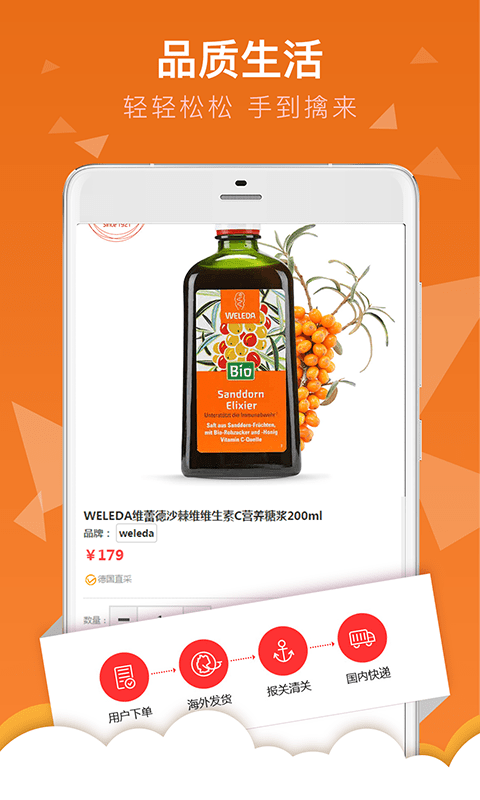 品质生活
轻轻松松 手到擒来
since 1921
WELEDA
Bio
Sanddorn
Elixier
Unterstützt die Immunabwehr
Saft aus Sanddorn-Früchten,
mit Bio-Rohzucker und -Honig
Vitamin C-Quelle
WELEDA维蕾德沙棘维维生素C营养糖浆200ml
品牌： weleda
￥179
德国直采
数量：
用户下单
海外发货
报关清关
国内快递